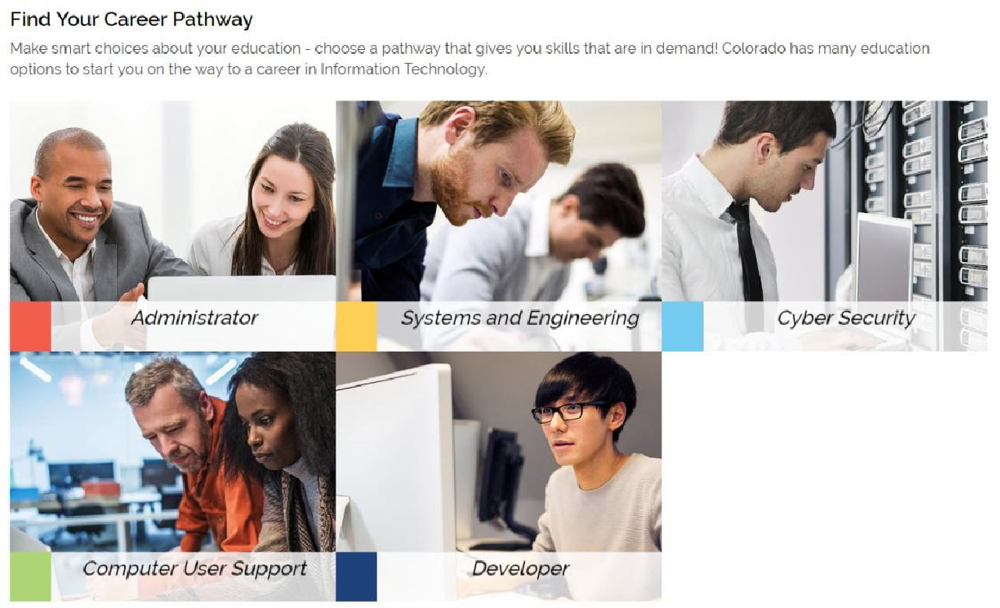 Find Your Career Pathway
Make smart choices about your education - choose a pathway that gives you skills that are in demand! Colorado has many education
options to start you on the way to a career in Information Technology.
Administrator
Systems and Engineering
Cyber Security
Computer User Support
Developer